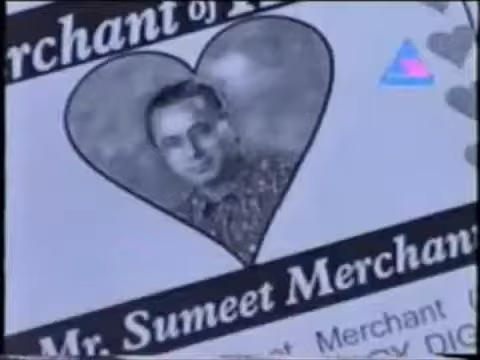 rchant of
Mr. Sumeet Merchant
Merchant
DIG